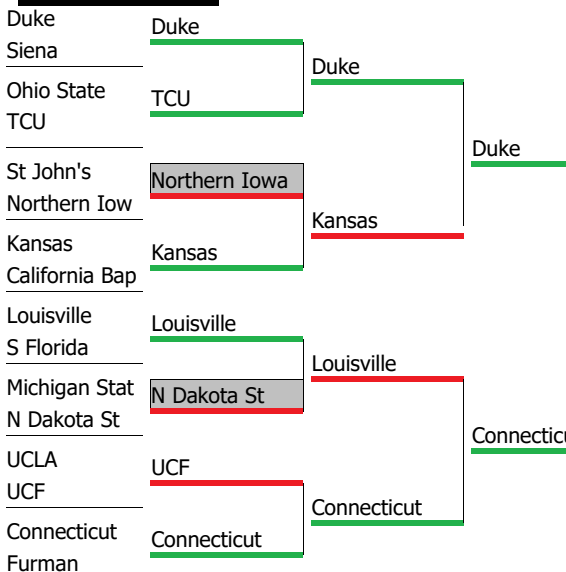 Duke
Siena
Ohio State
TCU
St John's
Northern Iow
Kansas
California Bap
Louisville
S Florida
Michigan Stat
N Dakota St
UCLA
UCF
Connecticut
Furman
Duke
TCU
Northern Iowa
Kansas
Louisville
N Dakota St
UCF
Connecticut
Duke
Kansas
Louisville
Connecticut
Duke
Connecticu